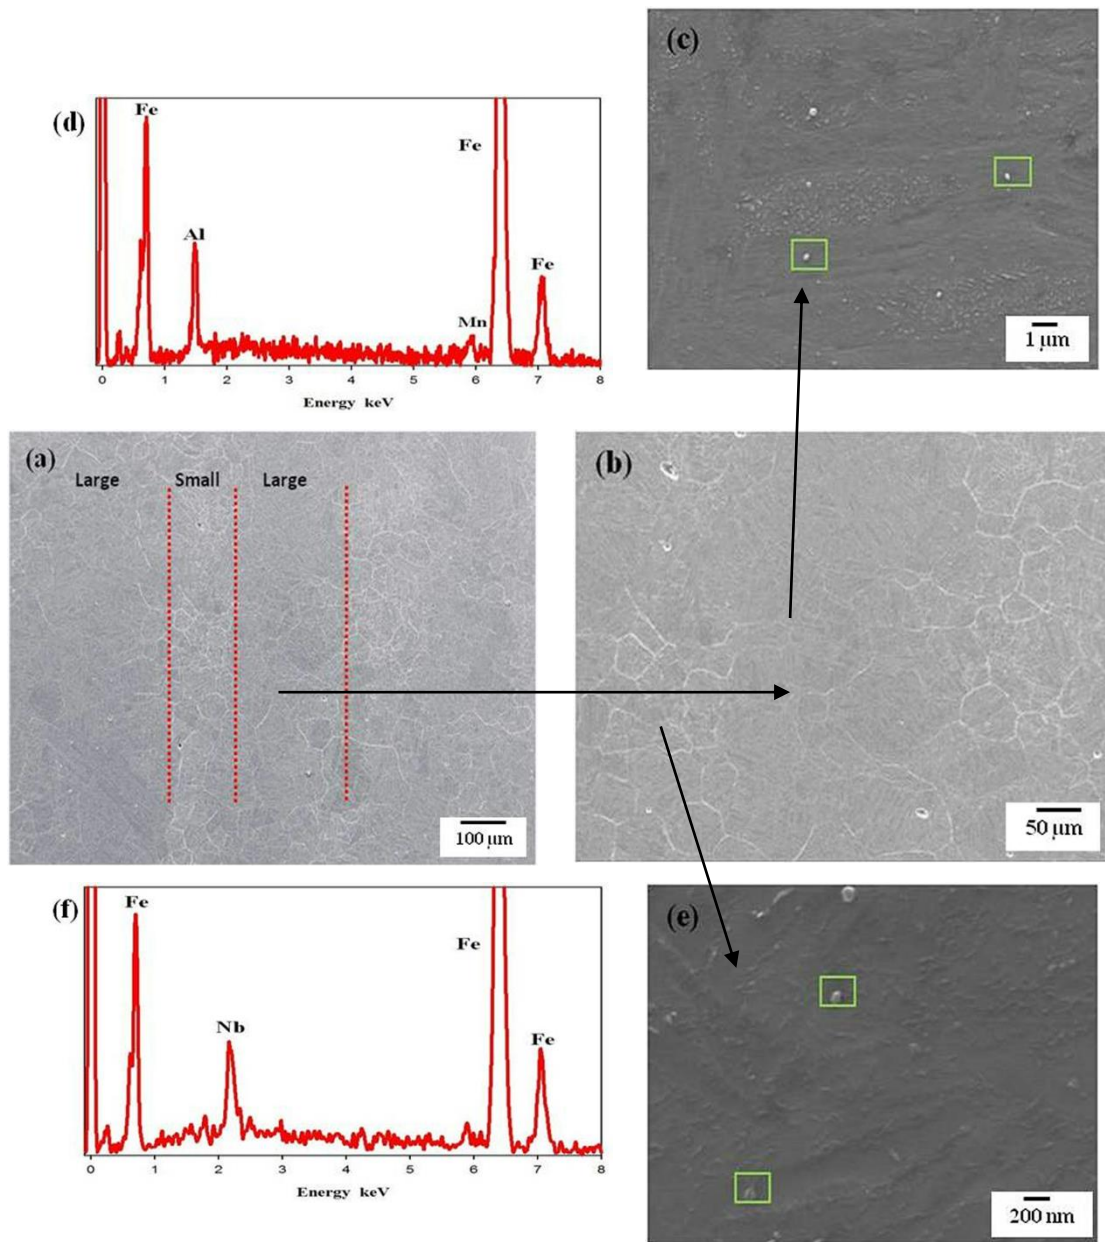 (c)
1 μm
(d)
Fe
Fe
Al
Fe
Mn
0 1 2 3 4 5 6 7 8
Energy keV
(a)
Large Small Large
100 μm
(b)
50 μm
(f)
Fe
Fe
Nb
Fe
0 1 2 3 4 5 6 7 8
Energy keV
(e)
200 nm